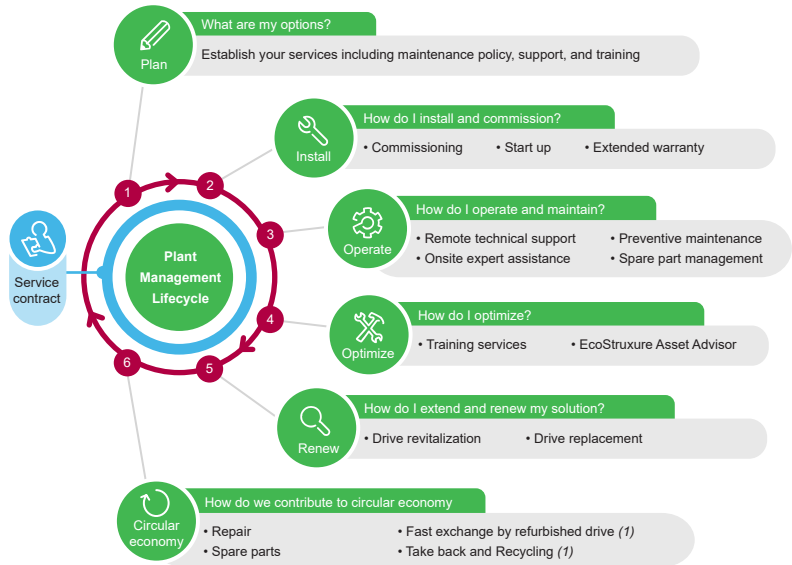 What are my options?
Plan
Establish your services including maintenance policy, support, and training
How do I install and commission?
Install
• Commissioning • Start up • Extended warranty
1
2
How do I operate and maintain?
Operate
• Remote technical support • Preventive maintenance
• Onsite expert assistance • Spare part management
3
Service
contract
Plant
Management
Lifecycle
How do I optimize?
Optimize
• Training services • EcoStruxure Asset Advisor
4
6
5
How do I extend and renew my solution?
Renew
• Drive revitalization • Drive replacement
How do we contribute to circular economy
Circular
economy
• Repair • Fast exchange by refurbished drive (1)
• Spare parts • Take back and Recycling (1)